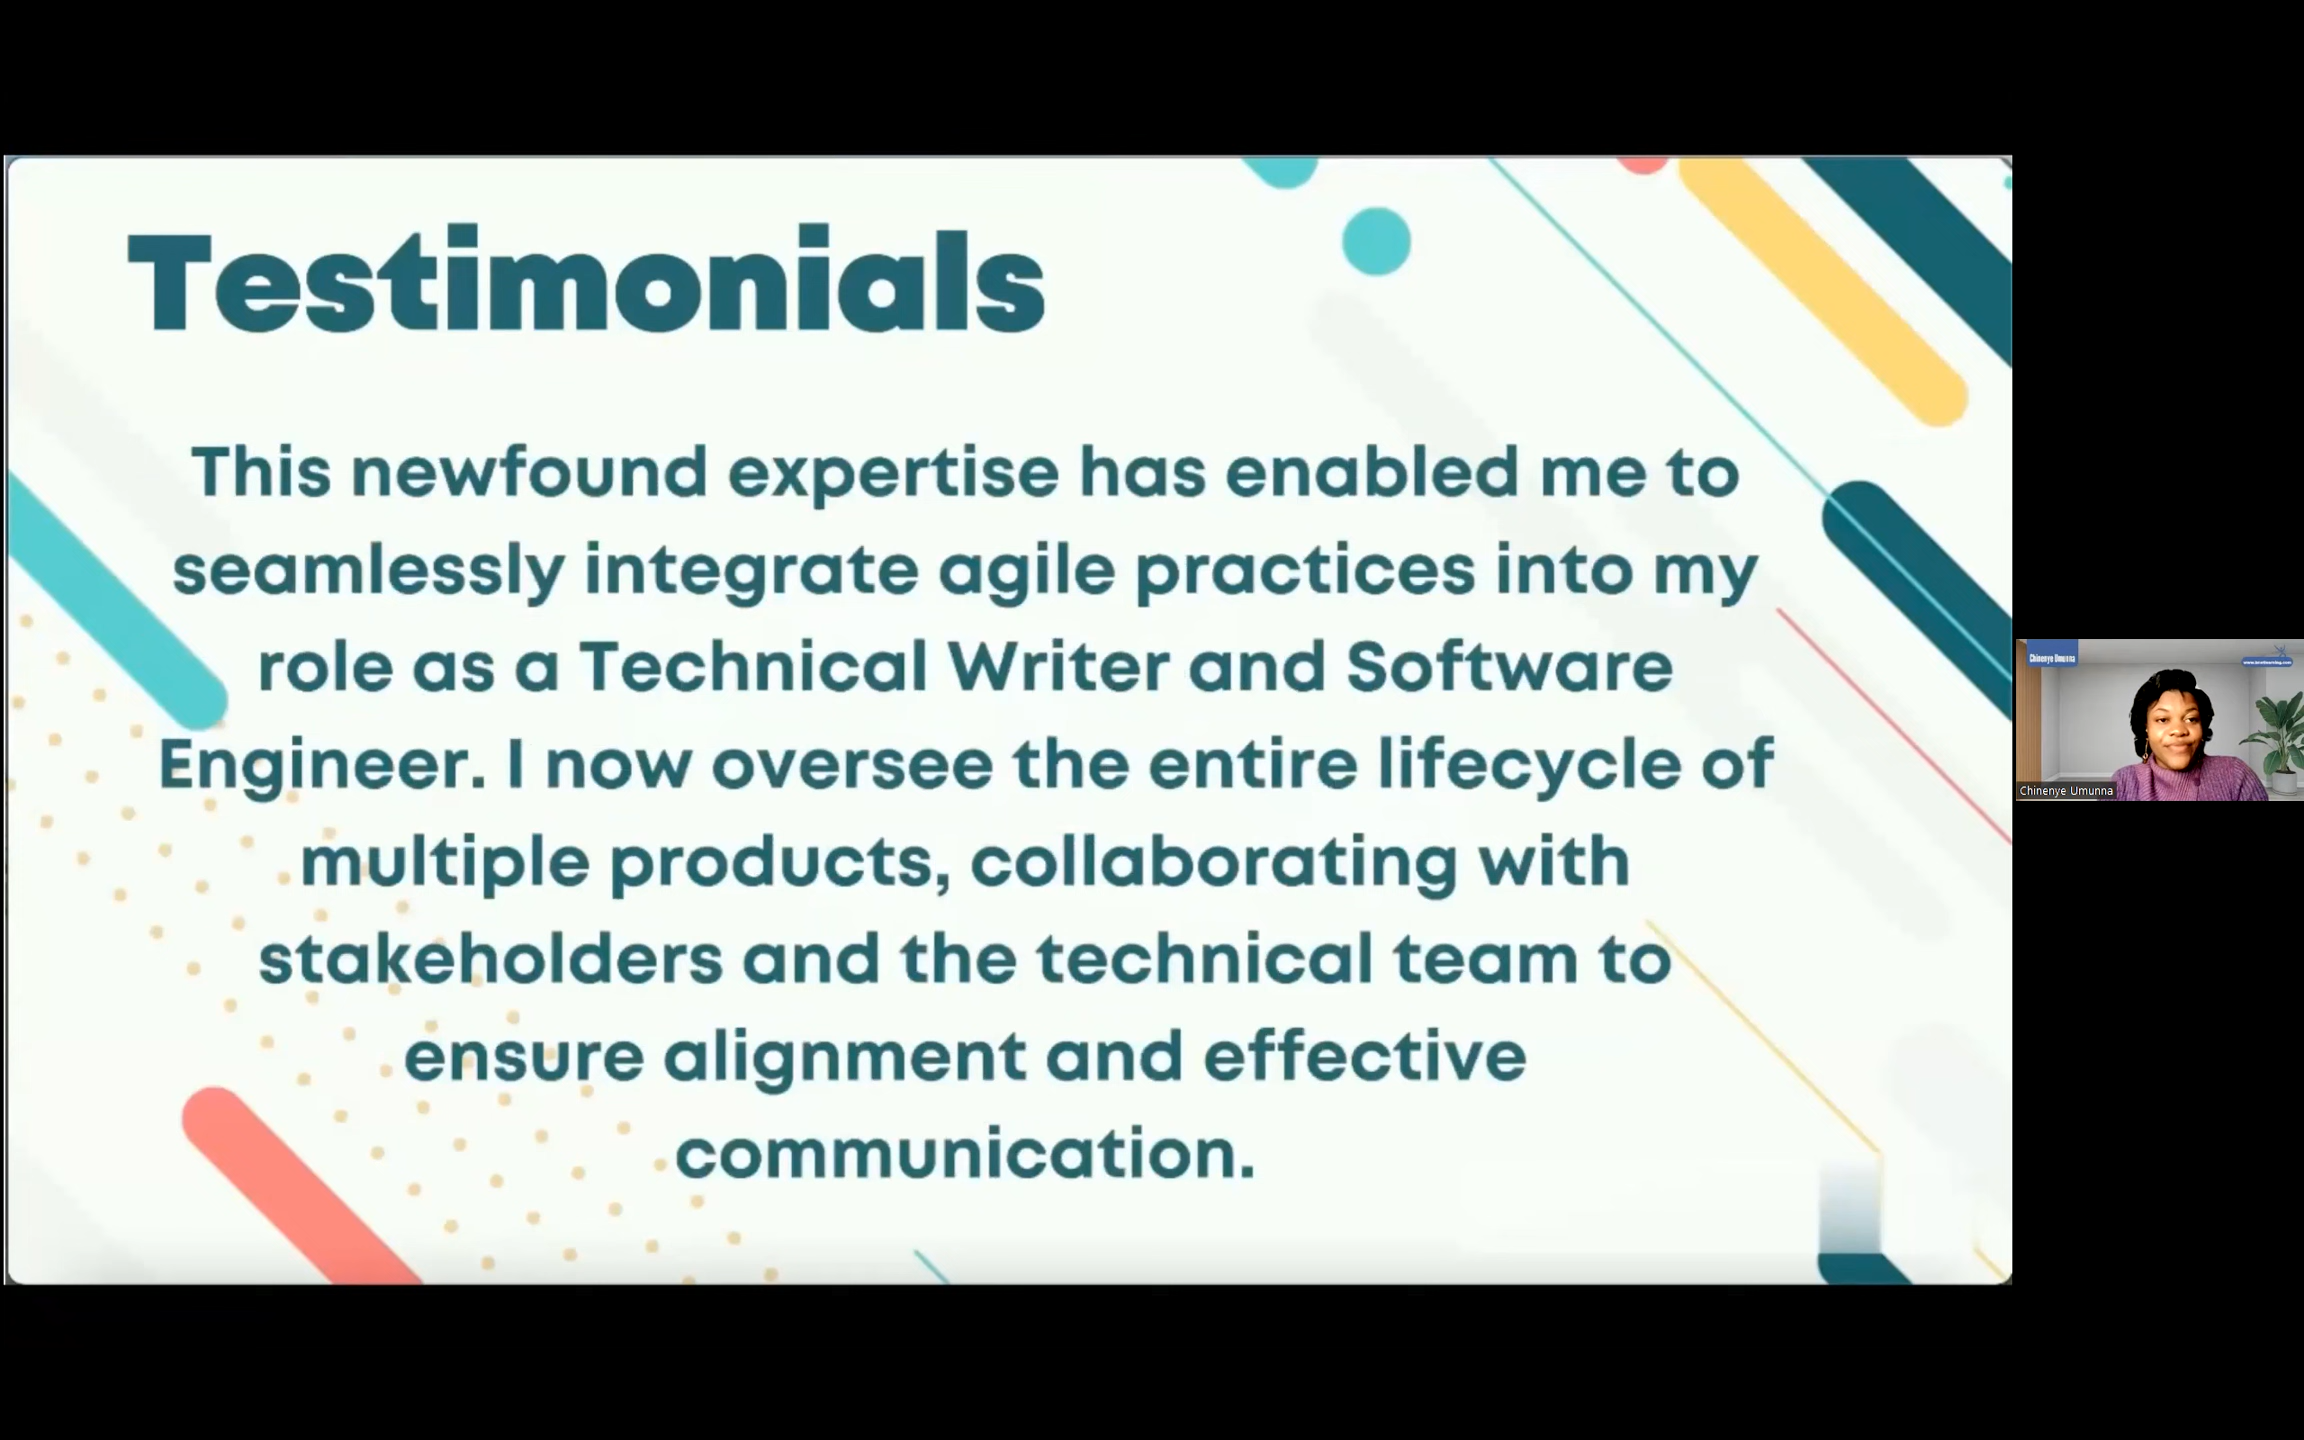 Testimonials
This newfound expertise has enabled me to
seamlessly integrate agile practices into my
role as a Technical Writer and Software
Engineer. I now oversee the entire lifecycle of
multiple products, collaborating with
stakeholders and the technical team to
ensure alignment and effective
communication.
Chinenye Umunna
Chinenye Umunna